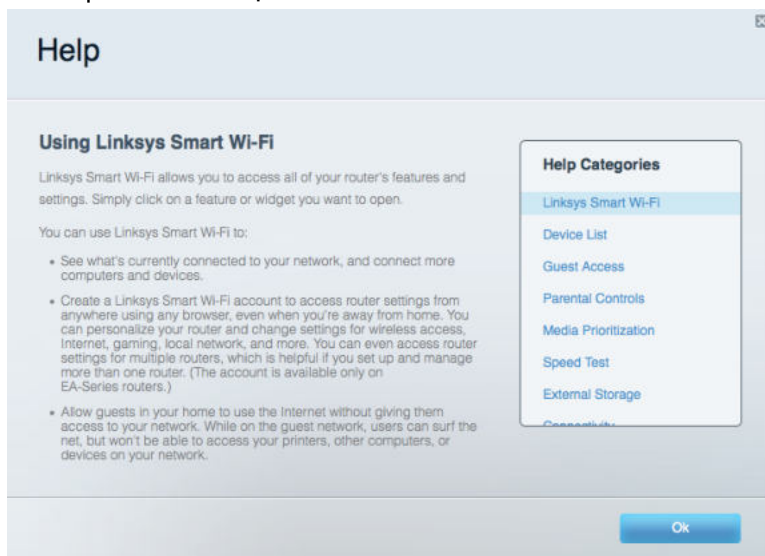 Help
Using Linksys Smart Wi-Fi
Linksys Smart Wi-Fi allows you to access all of your router's features and
settings. Simply click on a feature or widget you want to open.
You can use Linksys Smart Wi-Fi to:
• See what's currently connected to your network, and connect more
computers and devices.
• Create a Linksys Smart Wi-Fi account to access router settings from
anywhere using any browser, even when you're away from home. You
can personalize your router and change settings for wireless access,
Internet, gaming, local network, and more. You can even access router
settings for multiple routers, which is helpful if you set up and manage
more than one router. (The account is available only on
EA-Series routers.)
• Allow guests in your home to use the Internet without giving them
access to your network. While on the guest network, users can surf the
net, but won't be able to access your printers, other computers, or
devices on your network.
Help Categories
Linksys Smart Wi-Fi
Device List
Guest Access
Parental Controls
Media Prioritization
Speed Test
External Storage
Connectivity
Ok